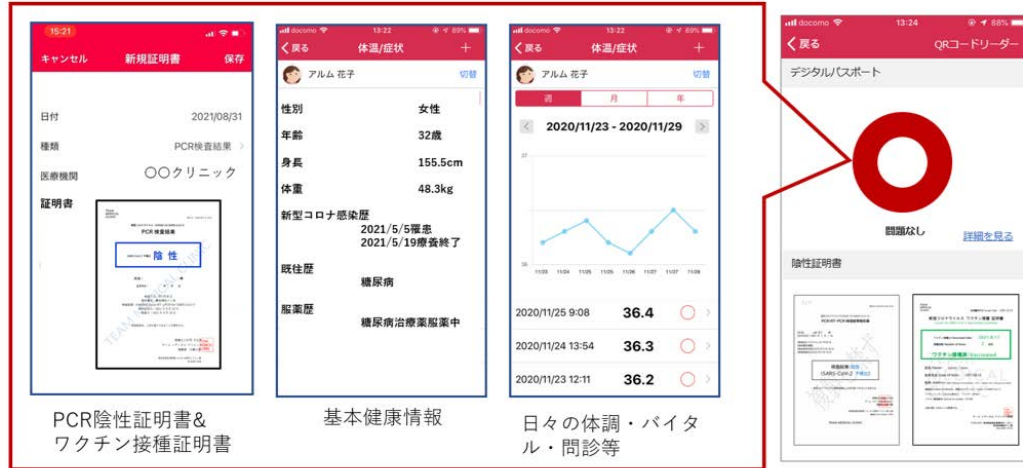 15:21
キャンセル 新規証明書 保存
日付 2021/08/31
種類 PCR検査結果 >
医療機関 〇〇クリニック
証明書
PCR 検査結果
陰 性
TEAM MEDICAL CLINIC
PCR陰性証明書&
ワクチン接種証明書
docomo 13:22 89%
戻る 体温/症状 +
アルム 花子 切替
性別 女性
年齢 32歳
身長 155.5cm
体重 48.3kg
新型コロナ感染歴
2021/5/5罹患
2021/5/19療養終了
既往歴
糖尿病
服薬歴
糖尿病治療薬服薬中
基本健康情報
docomo 13:22 89%
戻る 体温/症状 +
アルム 花子 切替
週 月 年
< 2020/11/23 - 2020/11/29 >
37
36
11/23 11/24 11/25 11/26 11/27 11/27 11/28
2020/11/25 9:08 36.4
2020/11/24 13:54 36.3
2020/11/23 12:11 36.2
日々の体調・バイタ
ル・問診等
docomo 13:24 88%
戻る QRコードリーダー
デジタルパスポート
問題なし 詳細を見る
陰性証明書